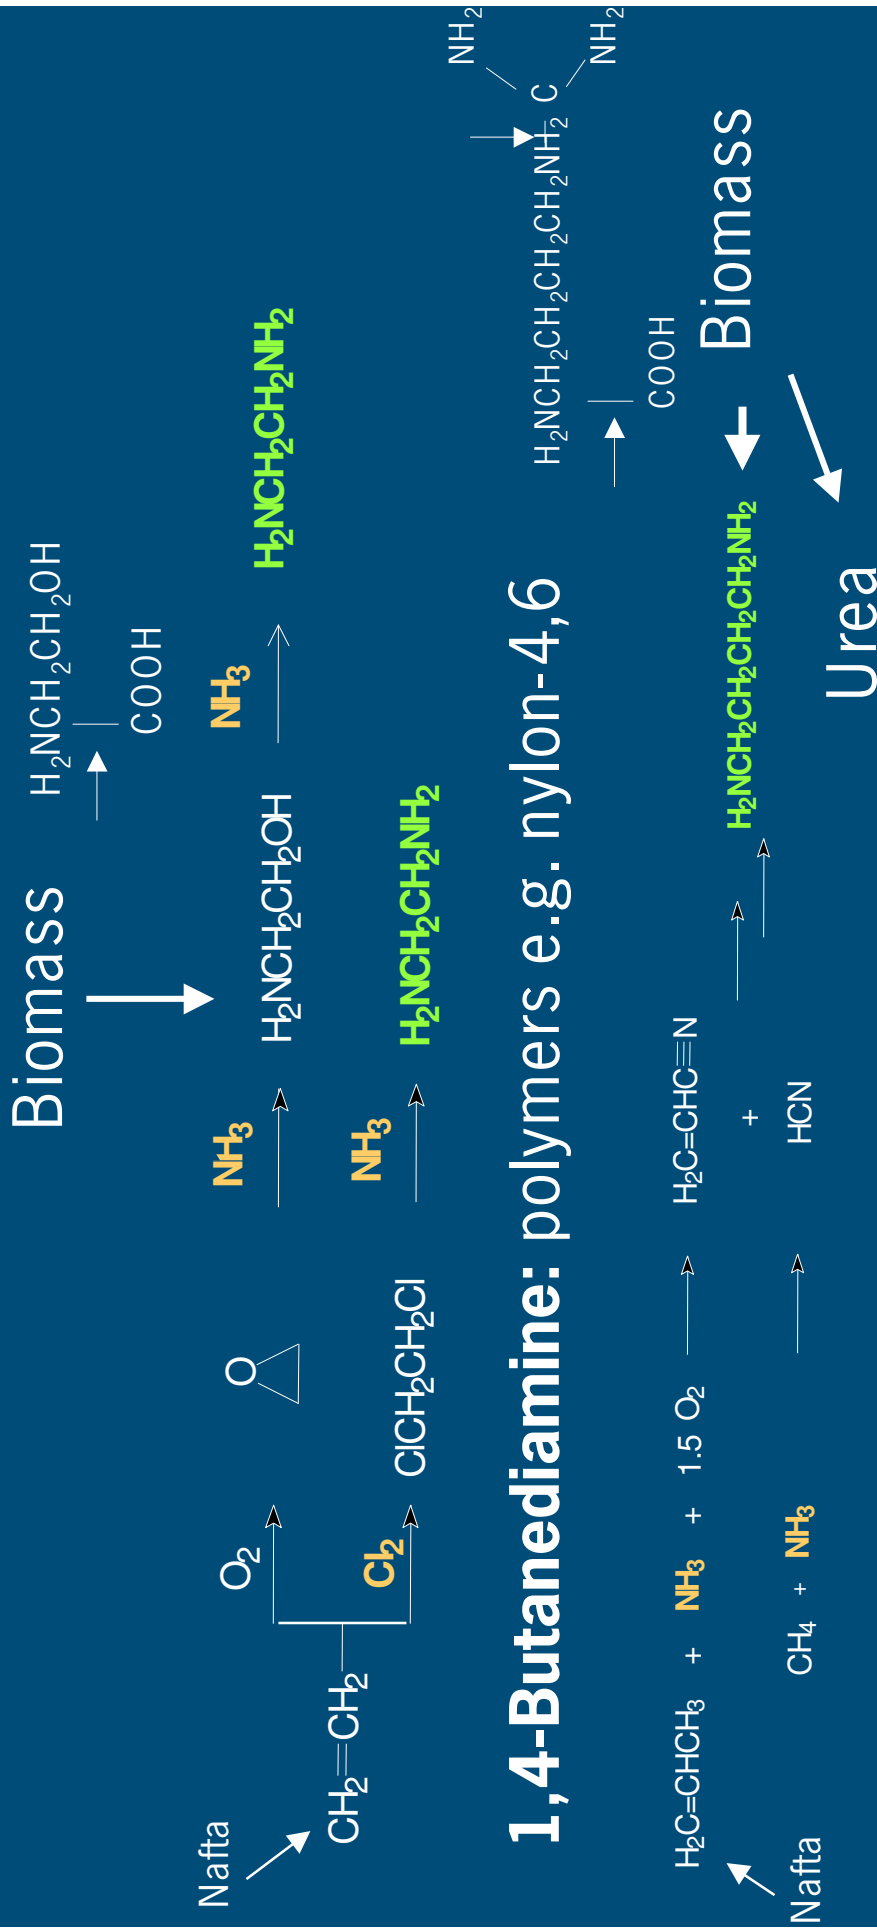 Biomass
H₂NCH₂CH₂OH
COOH
Nafta
CH₂=CH₂
O₂
O
NH₃
H₂NCH₂CH₂OH
NH₃
H₂NCH₂CH₂NH₂
Cl₂
ClCH₂CH₂Cl
NH₃
H₂NCH₂CH₂NH₂
1,4-Butanediamine: polymers e.g. nylon-4,6
H₂NCH₂CH₂CH₂CH₂NH₂ C
NH₂
NH₂
COOH
Biomass
H₂C=CHCH₃ + NH₃ + 1.5 O₂
H₂C=CHC≡N
+
H₂NCH₂CH₂CH₂CH₂NH₂
Nafta
CH₄ + NH₃
HCN
Urea